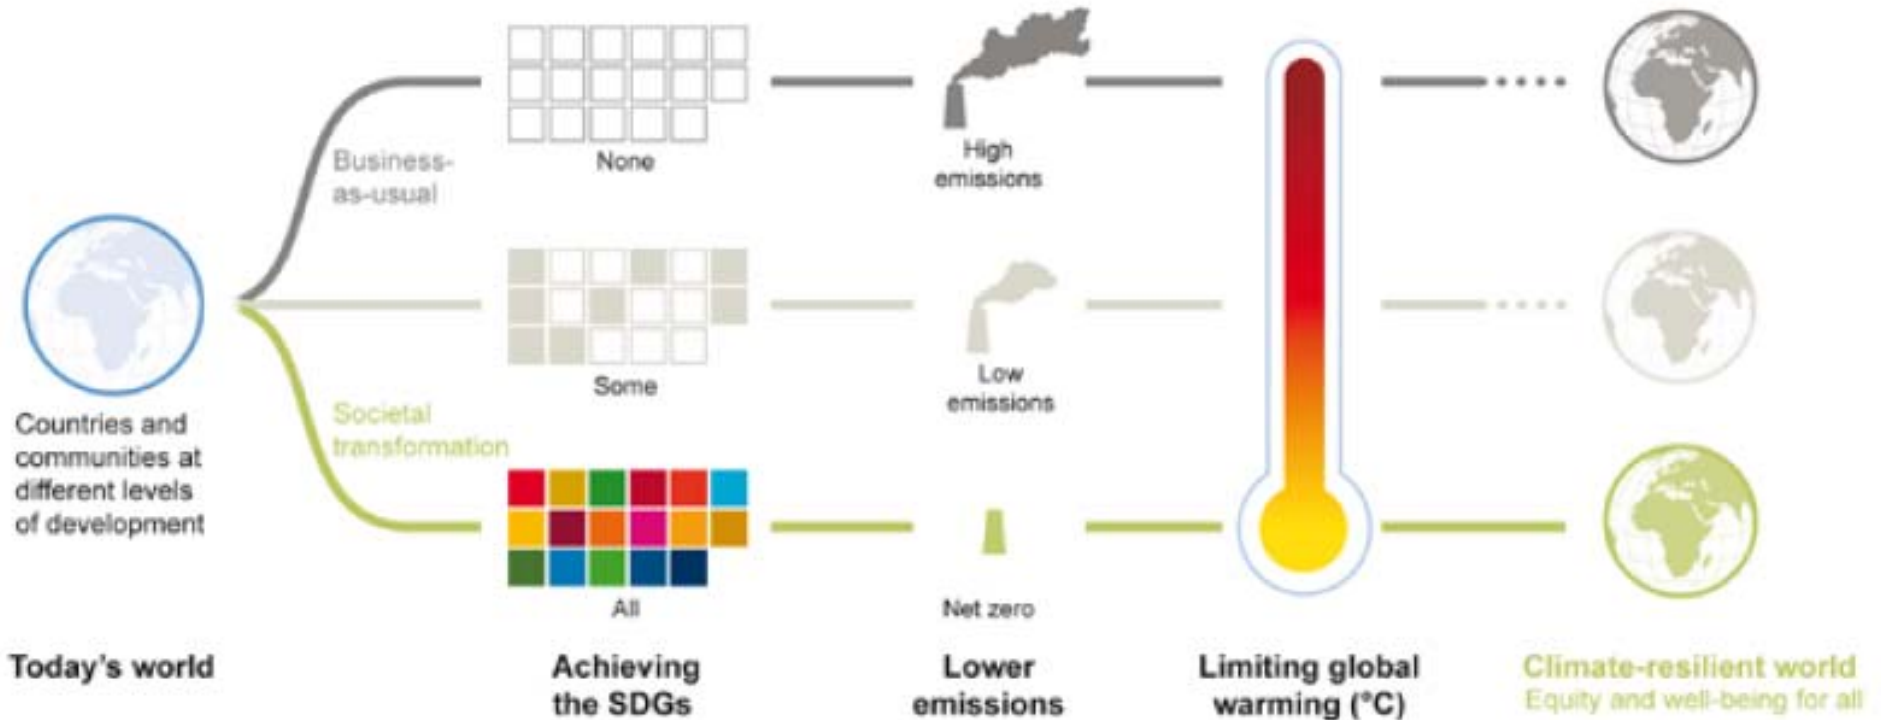 Business-
as-usual
None
High
emissions
Some
Low
emissions
Countries and
communities at
different levels
of development
Societal
transformation
All
Net zero
Today's world
Achieving
the SDGs
Lower
emissions
Limiting global
warming (°C)
Climate-resilient world
Equity and well-being for all